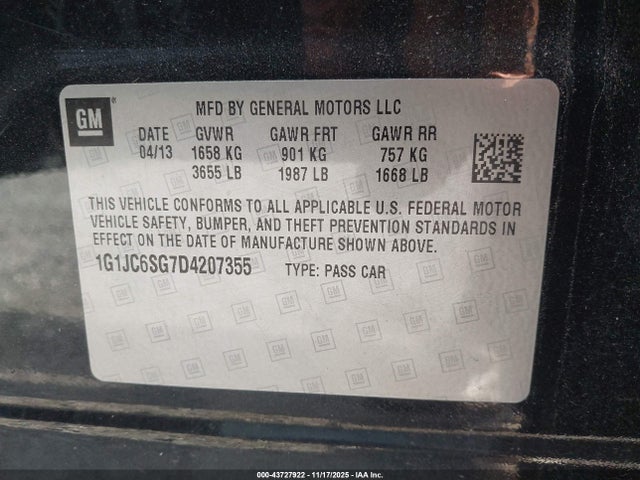 GM®
MFD BY GENERAL MOTORS LLC
DATE GVWR GAWR FRT GAWR RR
04/13 1658 KG 901 KG 757 KG
3655 LB 1987 LB 1668 LB
THIS VEHICLE CONFORMS TO ALL APPLICABLE U.S. FEDERAL MOTOR
VEHICLE SAFETY, BUMPER, AND THEFT PREVENTION STANDARDS IN
EFFECT ON THE DATE OF MANUFACTURE SHOWN ABOVE.
1G1JC6SG7D4207355 TYPE: PASS CAR
000-43727922 - 11/17/2025 - IAA Inc.